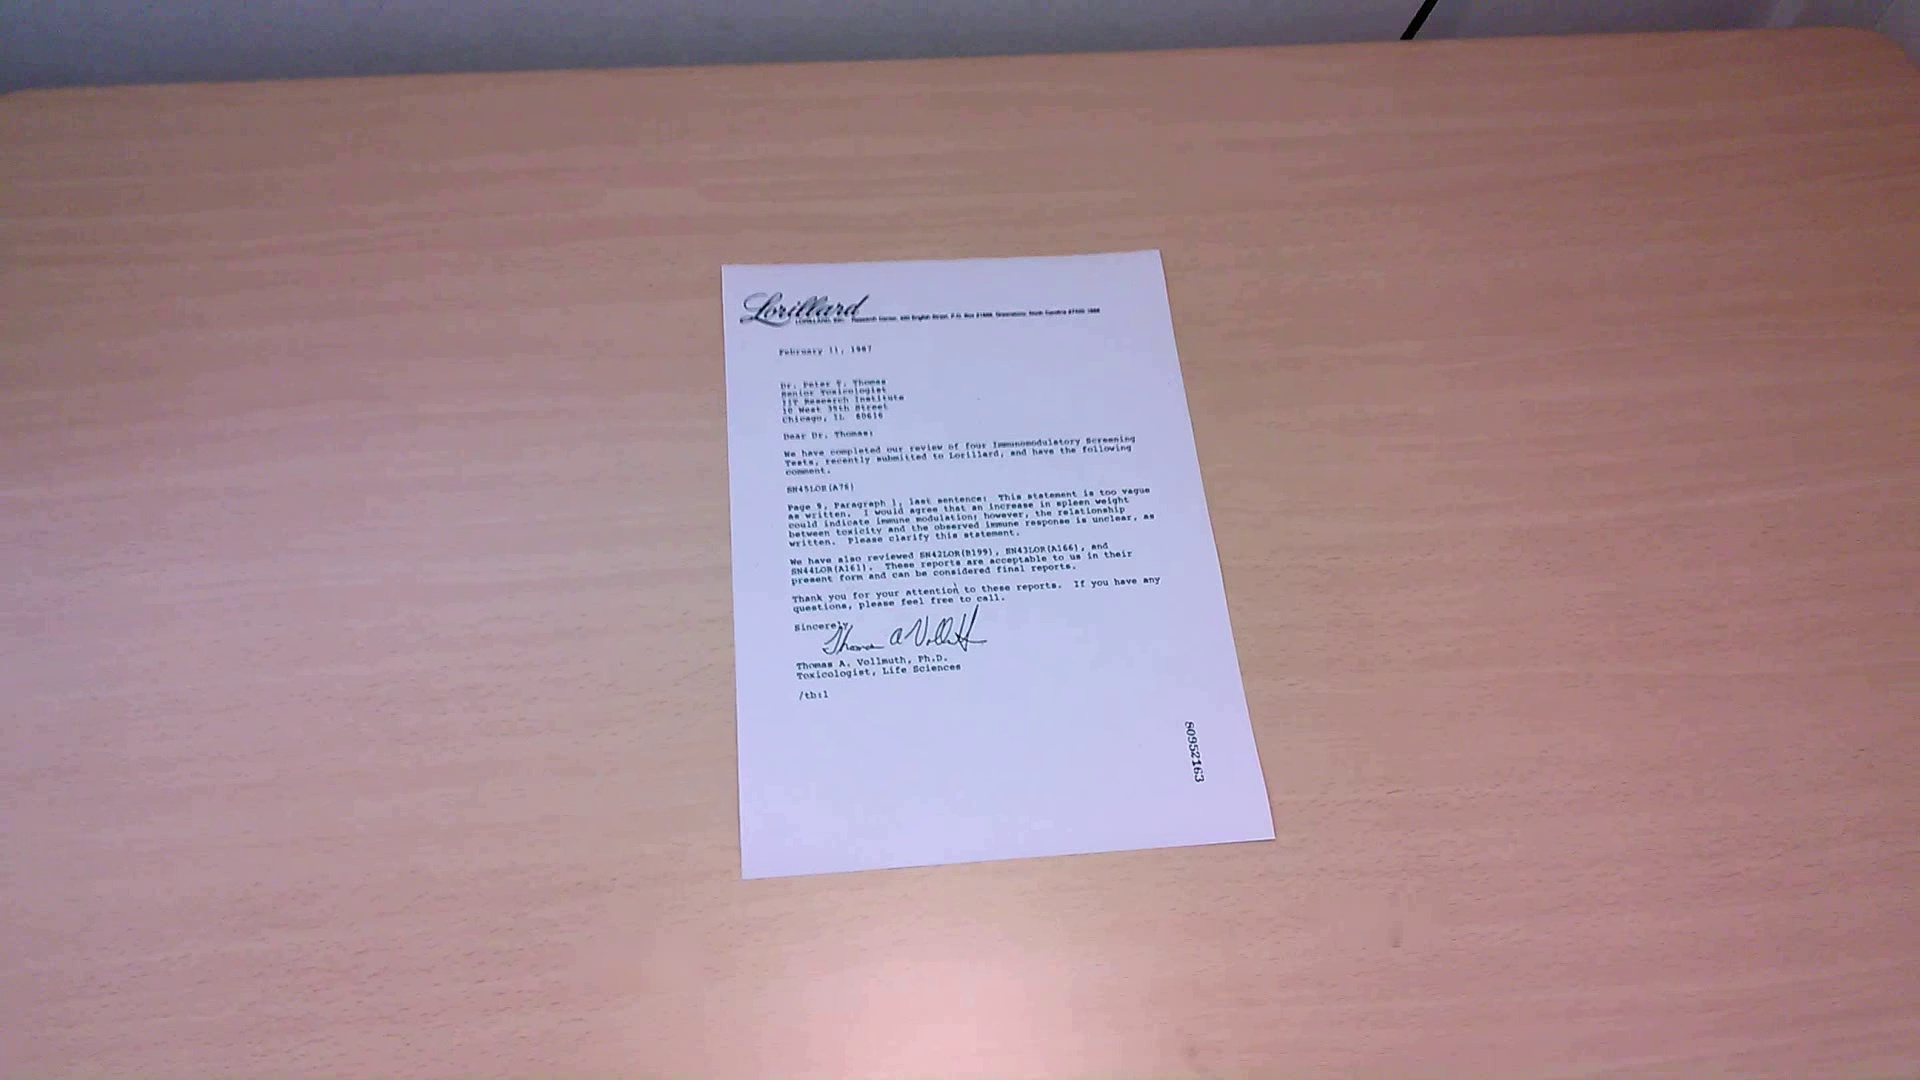 Lorillard
LORILLARD, INC. Research Center, 420 English Street, P.O. Box 21688, Greensboro, North Carolina 27420-1688
February 11, 1987
Dr. Peter T. Thomas
Senior Toxicologist
IIT Research Institute
10 West 35th Street
Chicago, IL 60616
Dear Dr. Thomas:
We have completed our review of four Immunomodulatory Screening
Tests, recently submitted to Lorillard, and have the following
comment.
SN45LOR(A76)
Page 9, Paragraph 1, last sentence: This statement is too vague
as written. I would agree that an increase in spleen weight
could indicate immune modulation; however, the relationship
between toxicity and the observed immune response is unclear, as
written. Please clarify this statement.
We have also reviewed SN42LOR(B199), SN43LOR(A166), and
SN44LOR(A161). These reports are acceptable to us in their
present form and can be considered final reports.
Thank you for your attention to these reports. If you have any
questions, please feel free to call.
Sincerely,
Thomas A Vollmuth
Thomas A. Vollmuth, Ph.D.
Toxicologist, Life Sciences
/tb:1
80952163